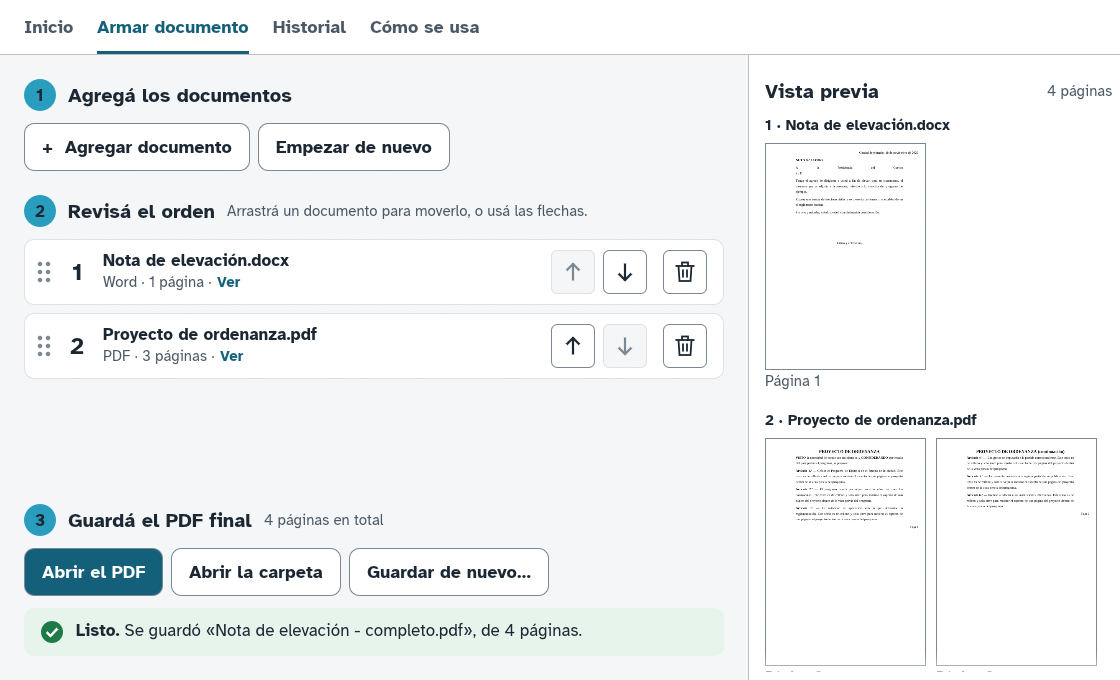 Inicio
Armar documento
Historial
Cómo se usa
1 Agregá los documentos
+ Agregar documento
Empezar de nuevo
2 Revisá el orden
Arrastrá un documento para moverlo, o usá las flechas.
1 Nota de elevación.docx
Word · 1 página · Ver
2 Proyecto de ordenanza.pdf
PDF · 3 páginas · Ver
3 Guardá el PDF final
4 páginas en total
Abrir el PDF
Abrir la carpeta
Guardar de nuevo...
Listo. Se guardó «Nota de elevación - completo.pdf», de 4 páginas.
Vista previa
4 páginas
1 · Nota de elevación.docx
Página 1
2 · Proyecto de ordenanza.pdf
PROYECTO DE ORDENANZA
PROYECTO DE ORDENANZA (continuación)